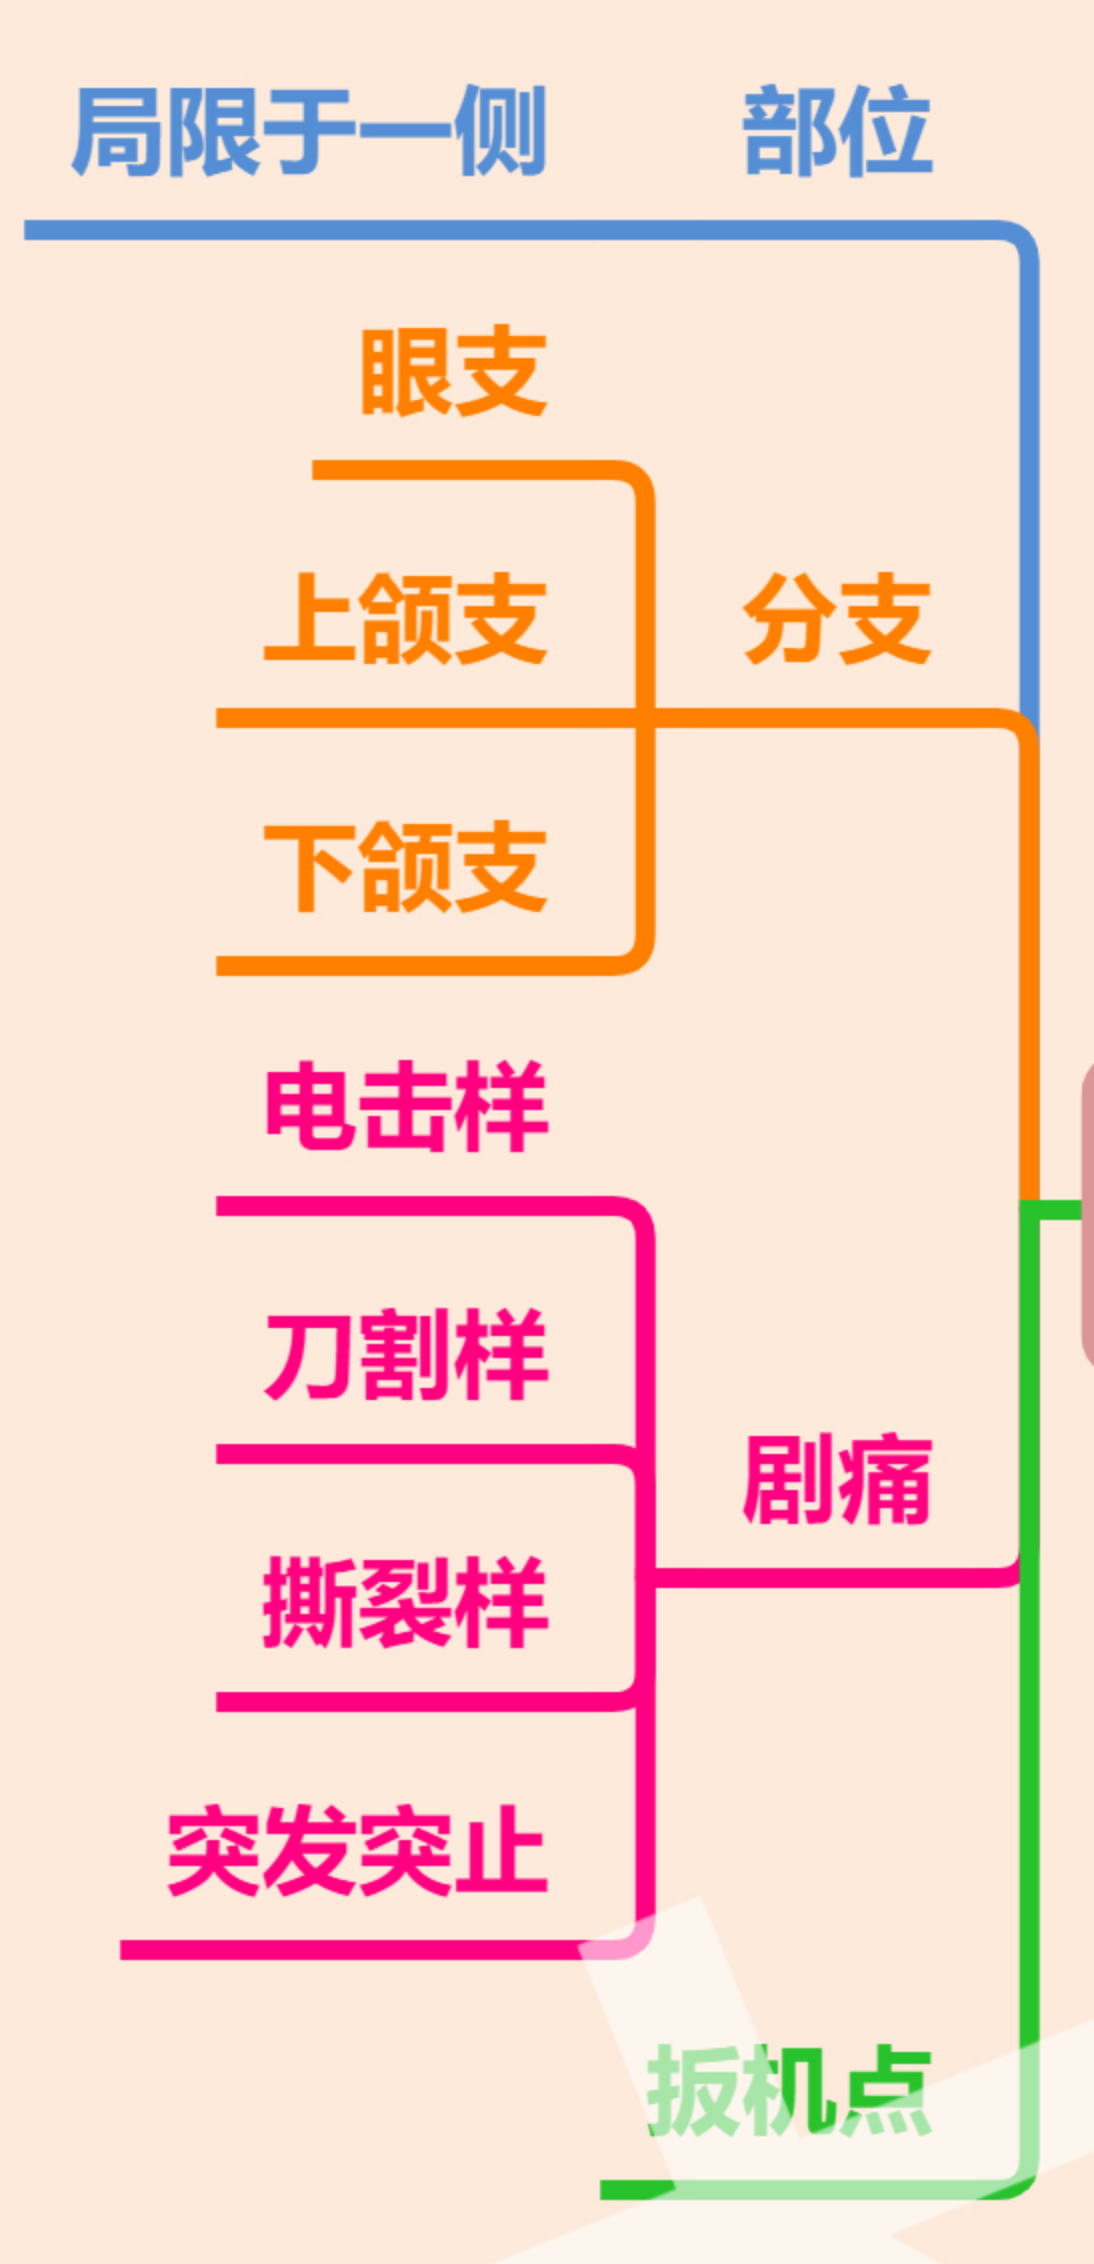 局限于一侧 部位
眼支
上颌支 分支
下颌支
电击样
刀割样
剧痛
撕裂样
突发突止
扳机点